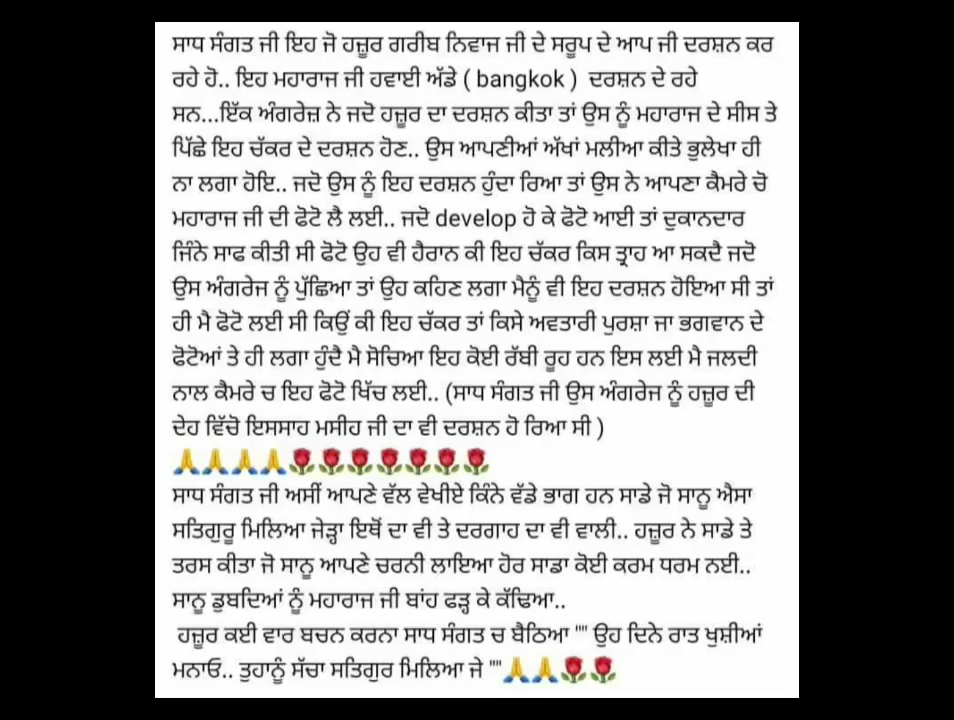 ਸਾਧ ਸੰਗਤ ਜੀ ਇਹ ਜੋ ਹਜ਼ੂਰ ਗਰੀਬ ਨਿਵਾਜ ਜੀ ਦੇ ਸਰੂਪ ਦੇ ਆਪ ਜੀ ਦਰਸ਼ਨ ਕਰ
ਰਹੇ ਹੋ.. ਇਹ ਮਹਾਰਾਜ ਜੀ ਹਵਾਈ ਅੱਡੇ ( bangkok ) ਦਰਸ਼ਨ ਦੇ ਰਹੇ
ਸਨ...ਇੱਕ ਅੰਗਰੇਜ਼ ਨੇ ਜਦੋ ਹਜ਼ੂਰ ਦਾ ਦਰਸ਼ਨ ਕੀਤਾ ਤਾਂ ਉਸ ਨੂੰ ਮਹਾਰਾਜ ਦੇ ਸੀਸ ਤੇ
ਪਿੱਛੇ ਇਹ ਚੱਕਰ ਦੇ ਦਰਸ਼ਨ ਹੋਣ.. ਉਸ ਆਪਣੀਆਂ ਅੱਖਾਂ ਮਲੀਆ ਕੀਤੇ ਭੁਲੇਖਾ ਹੀ
ਨਾ ਲਗਾ ਹੋਇ.. ਜਦੋ ਉਸ ਨੂੰ ਇਹ ਦਰਸ਼ਨ ਹੁੰਦਾ ਰਿਆ ਤਾਂ ਉਸ ਨੇ ਆਪਣਾ ਕੈਮਰੇ ਚੋ
ਮਹਾਰਾਜ ਜੀ ਦੀ ਫੋਟੋ ਲੈ ਲਈ.. ਜਦੋ develop ਹੋ ਕੇ ਫੋਟੋ ਆਈ ਤਾਂ ਦੁਕਾਨਦਾਰ
ਜਿੰਨੇ ਸਾਫ ਕੀਤੀ ਸੀ ਫੋਟੋ ਉਹ ਵੀ ਹੈਰਾਨ ਕੀ ਇਹ ਚੱਕਰ ਕਿਸ ਤ੍ਰਾਹ ਆ ਸਕਦੈ ਜਦੋ
ਉਸ ਅੰਗਰੇਜ ਨੂੰ ਪੁੱਛਿਆ ਤਾਂ ਉਹ ਕਹਿਣ ਲਗਾ ਮੈਨੂੰ ਵੀ ਇਹ ਦਰਸ਼ਨ ਹੋਇਆ ਸੀ ਤਾਂ
ਹੀ ਮੈ ਫੋਟੋ ਲਈ ਸੀ ਕਿਉਂ ਕੀ ਇਹ ਚੱਕਰ ਤਾਂ ਕਿਸੇ ਅਵਤਾਰੀ ਪੁਰਸ਼ਾ ਜਾ ਭਗਵਾਨ ਦੇ
ਫੋਟੋਆਂ ਤੇ ਹੀ ਲਗਾ ਹੁੰਦੈ ਮੈ ਸੋਚਿਆ ਇਹ ਕੋਈ ਰੱਬੀ ਰੂਹ ਹਨ ਇਸ ਲਈ ਮੈ ਜਲਦੀ
ਨਾਲ ਕੈਮਰੇ ਚ ਇਹ ਫੋਟੋ ਖਿੱਚ ਲਈ.. (ਸਾਧ ਸੰਗਤ ਜੀ ਉਸ ਅੰਗਰੇਜ ਨੂੰ ਹਜ਼ੂਰ ਦੀ
ਦੇਹ ਵਿੱਚੋ ਇਸਸਾਹ ਮਸੀਹ ਜੀ ਦਾ ਵੀ ਦਰਸ਼ਨ ਹੋ ਰਿਆ ਸੀ )
🙏🙏🙏🙏🌹🌹🌹🌹🌹🌹🌹
ਸਾਧ ਸੰਗਤ ਜੀ ਅਸੀਂ ਆਪਣੇ ਵੱਲ ਵੇਖੀਏ ਕਿੰਨੇ ਵੱਡੇ ਭਾਗ ਹਨ ਸਾਡੇ ਜੋ ਸਾਨੂ ਐਸਾ
ਸਤਿਗੁਰੂ ਮਿਲਿਆ ਜੇੜ੍ਹਾ ਇਥੋਂ ਦਾ ਵੀ ਤੇ ਦਰਗਾਹ ਦਾ ਵੀ ਵਾਲੀ.. ਹਜ਼ੂਰ ਨੇ ਸਾਡੇ ਤੇ
ਤਰਸ ਕੀਤਾ ਜੋ ਸਾਨੂ ਆਪਣੇ ਚਰਨੀ ਲਾਇਆ ਹੋਰ ਸਾਡਾ ਕੋਈ ਕਰਮ ਧਰਮ ਨਈ..
ਸਾਨੂ ਡੁਬਦਿਆਂ ਨੂੰ ਮਹਾਰਾਜ ਜੀ ਬਾਂਹ ਫੜ੍ਹ ਕੇ ਕੱਢਿਆ..
ਹਜ਼ੂਰ ਕਈ ਵਾਰ ਬਚਨ ਕਰਨਾ ਸਾਧ ਸੰਗਤ ਚ ਬੈਠਿਆ "" ਉਹ ਦਿਨੇ ਰਾਤ ਖੁਸ਼ੀਆਂ
ਮਨਾਓ.. ਤੁਹਾਨੂੰ ਸੱਚਾ ਸਤਿਗੁਰ ਮਿਲਿਆ ਜੇ ""🙏🙏🌹🌹